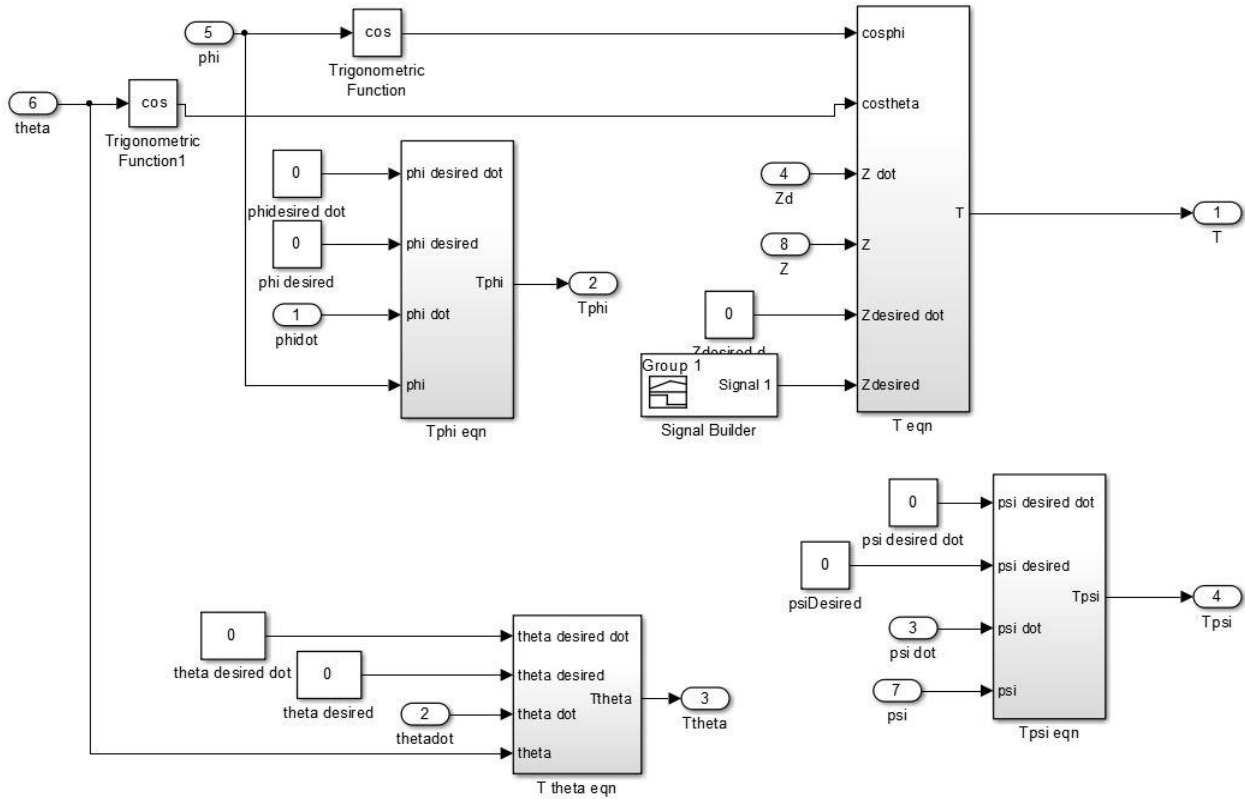 5
phi
cos
Trigonometric
Function
6
theta
cos
Trigonometric
Function1
cosphi
costheta
Z dot
Z
Zdesired dot
Zdesired
T
T eqn
4
Zd
8
Z
0
Zdesired d
Group 1
Signal 1
Signal Builder
1
T
0
phidesired dot
0
phi desired
1
phidot
phi desired dot
phi desired
phi dot
phi
Tphi
Tphi eqn
2
Tphi
0
psi desired dot
0
psiDesired
3
psi dot
7
psi
psi desired dot
psi desired
psi dot
psi
Tpsi
Tpsi eqn
4
Tpsi
0
theta desired dot
0
theta desired
2
thetadot
theta desired dot
theta desired
theta dot
theta
Ttheta
T theta eqn
3
Ttheta